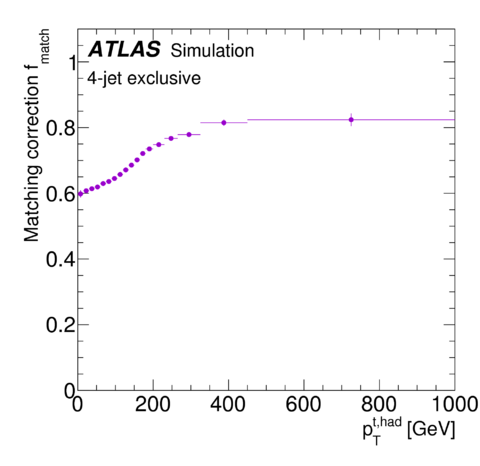 ATLAS Simulation
4-jet exclusive
Matching correction f_match
1
0.8
0.6
0.4
0.2
0
0 200 400 600 800 1000
p_T^t,had [GeV]